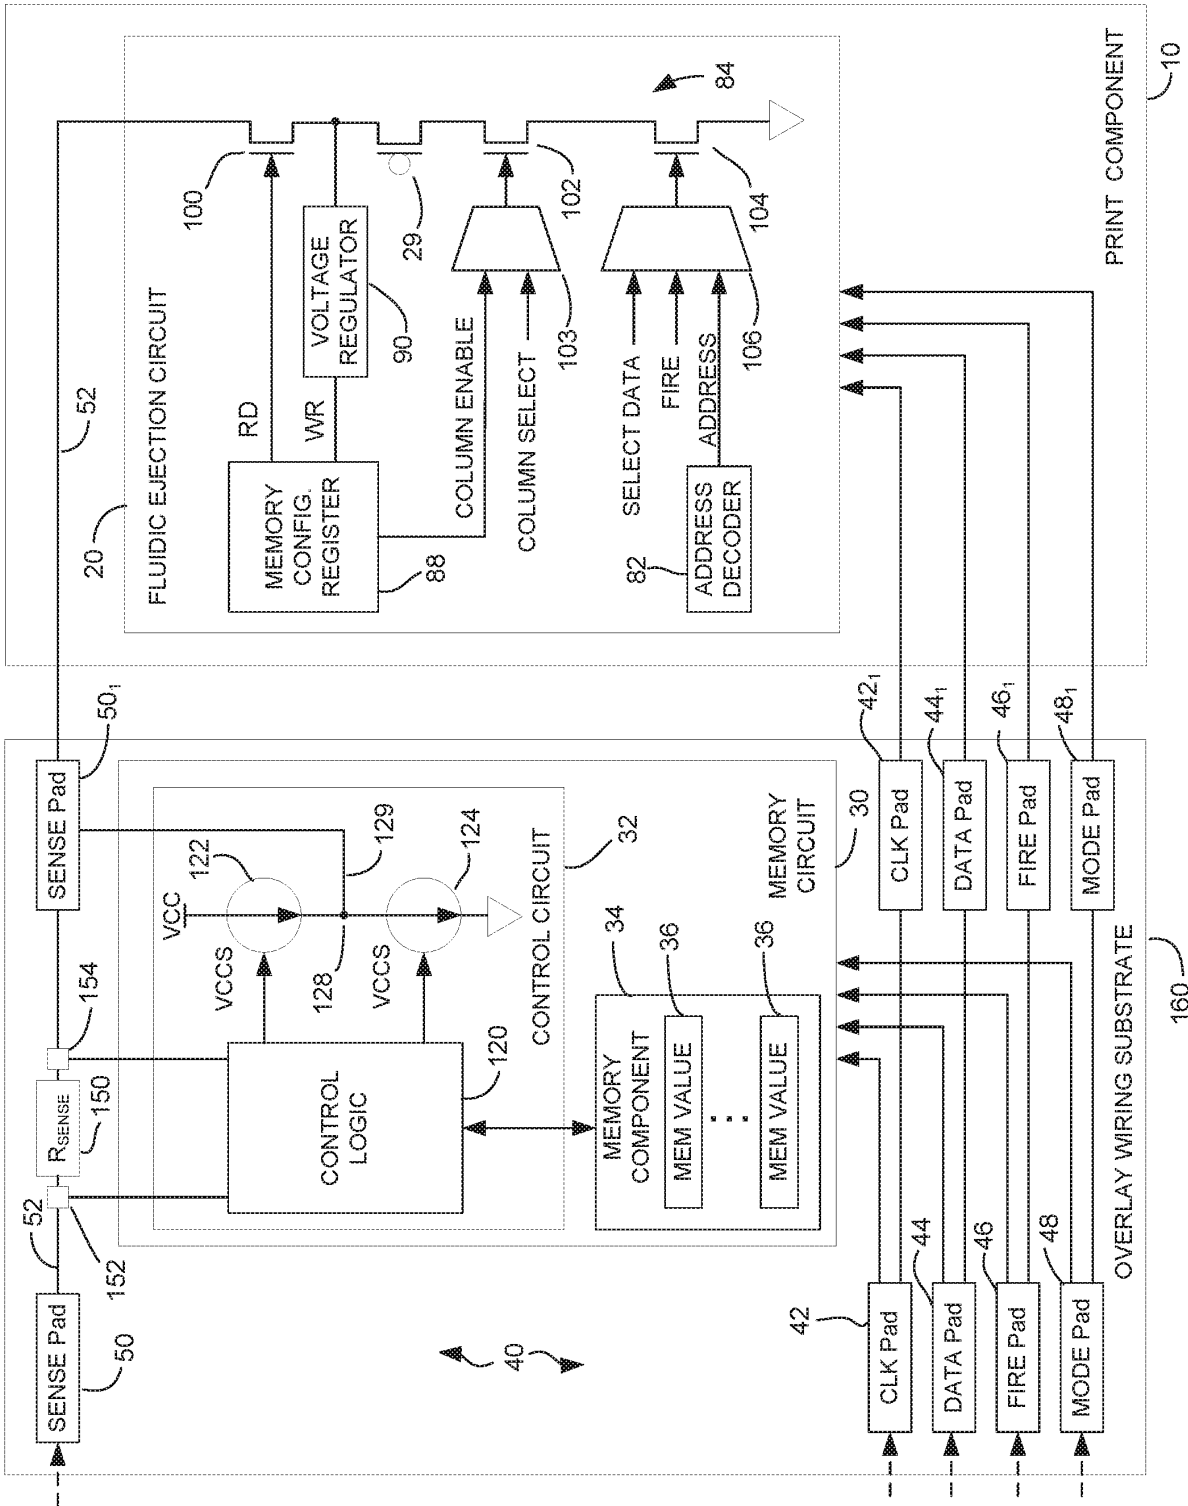 SENSE Pad
50
52
152
R_SENSE
150
154
SENSE Pad
50₁
52
40
CONTROL LOGIC
120
VCC
122
VCCS
128
129
VCCS
124
CONTROL CIRCUIT
32
MEMORY COMPONENT
34
MEM VALUE
36
...
MEM VALUE
36
MEMORY CIRCUIT
30
CLK Pad
42
DATA Pad
44
FIRE Pad
46
MODE Pad
48
CLK Pad
42₁
DATA Pad
44₁
FIRE Pad
46₁
MODE Pad
48₁
OVERLAY WIRING SUBSTRATE
160
20
FLUIDIC EJECTION CIRCUIT
MEMORY
CONFIG.
REGISTER
88
RD
WR
VOLTAGE
REGULATOR
90
100
29
COLUMN ENABLE
COLUMN SELECT
103
102
SELECT DATA
FIRE
ADDRESS
ADDRESS
DECODER
82
106
104
84
PRINT COMPONENT
10